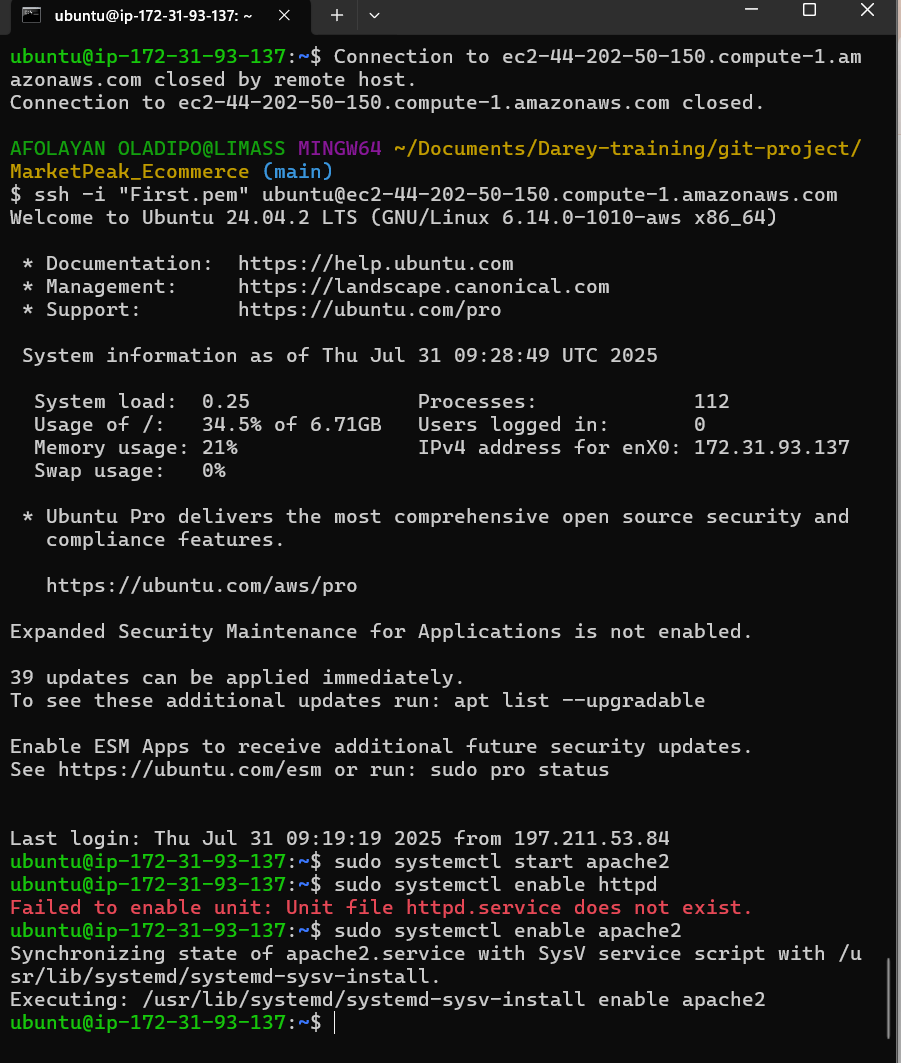 ubuntu@ip-172-31-93-137: ~
ubuntu@ip-172-31-93-137:~$ Connection to ec2-44-202-50-150.compute-1.am
azonaws.com closed by remote host.
Connection to ec2-44-202-50-150.compute-1.amazonaws.com closed.
AFOLAYAN OLADIPO@LIMASS MINGW64 ~/Documents/Darey-training/git-project/
MarketPeak_Ecommerce (main)
$ ssh -i "First.pem" ubuntu@ec2-44-202-50-150.compute-1.amazonaws.com
Welcome to Ubuntu 24.04.2 LTS (GNU/Linux 6.14.0-1010-aws x86_64)
* Documentation:  https://help.ubuntu.com
* Management:     https://landscape.canonical.com
* Support:        https://ubuntu.com/pro
System information as of Thu Jul 31 09:28:49 UTC 2025
System load:  0.25              Processes:             112
Usage of /:   34.5% of 6.71GB   Users logged in:       0
Memory usage: 21%               IPv4 address for enX0: 172.31.93.137
Swap usage:   0%
* Ubuntu Pro delivers the most comprehensive open source security and
compliance features.
https://ubuntu.com/aws/pro
Expanded Security Maintenance for Applications is not enabled.
39 updates can be applied immediately.
To see these additional updates run: apt list --upgradable
Enable ESM Apps to receive additional future security updates.
See https://ubuntu.com/esm or run: sudo pro status
Last login: Thu Jul 31 09:19:19 2025 from 197.211.53.84
ubuntu@ip-172-31-93-137:~$ sudo systemctl start apache2
ubuntu@ip-172-31-93-137:~$ sudo systemctl enable httpd
Failed to enable unit: Unit file httpd.service does not exist.
ubuntu@ip-172-31-93-137:~$ sudo systemctl enable apache2
Synchronizing state of apache2.service with SysV service script with /u
sr/lib/systemd/systemd-sysv-install.
Executing: /usr/lib/systemd/systemd-sysv-install enable apache2
ubuntu@ip-172-31-93-137:~$